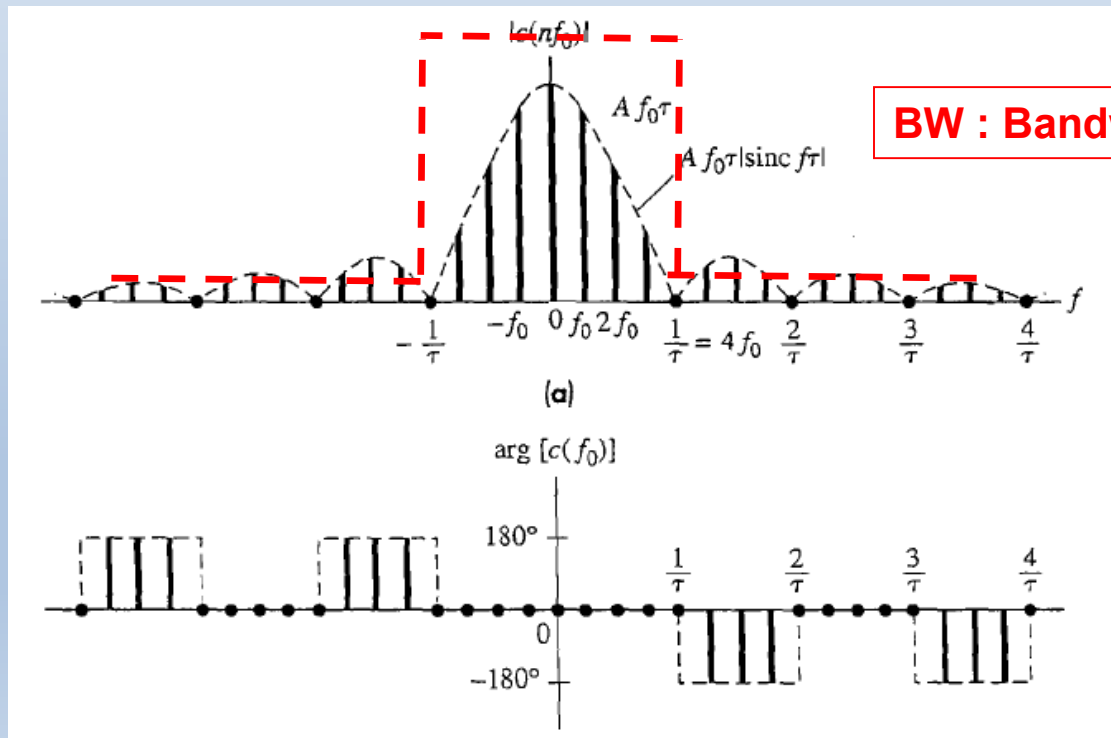 |c(nf₀)|
A f₀τ
BW : Band
A f₀τ|sinc fτ|
f
−1/τ −f₀ 0 f₀ 2f₀ 1/τ = 4f₀ 2/τ 3/τ 4/τ
(a)
arg [c(f₀)]
180°
1/τ 2/τ 3/τ 4/τ
0
−180°